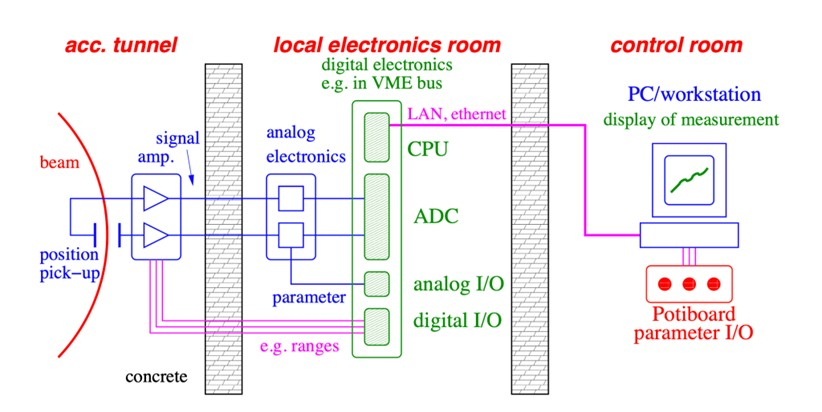 acc. tunnel
local electronics room
control room
digital electronics
e.g. in VME bus
PC/workstation
display of measurement
LAN, ethernet
signal
amp.
analog
electronics
beam
CPU
ADC
position
pick-up
analog I/O
parameter
digital I/O
e.g. ranges
Potiboard
parameter I/O
concrete